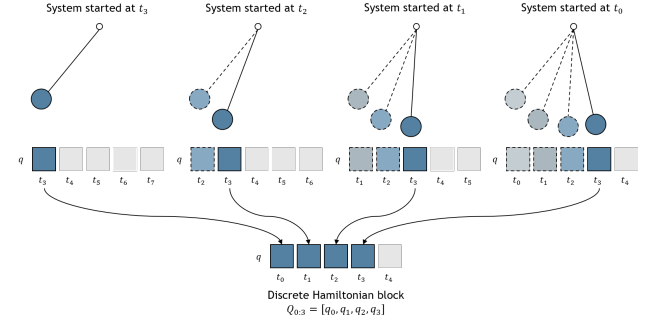 System started at t₃ System started at t₂ System started at t₁ System started at t₀
q q q q
t₃ t₄ t₅ t₆ t₇ t₂ t₃ t₄ t₅ t₆ t₁ t₂ t₃ t₄ t₅ t₀ t₁ t₂ t₃ t₄
q
t₀ t₁ t₂ t₃ t₄
Discrete Hamiltonian block
Q₀:₃ = [q₀, q₁, q₂, q₃]